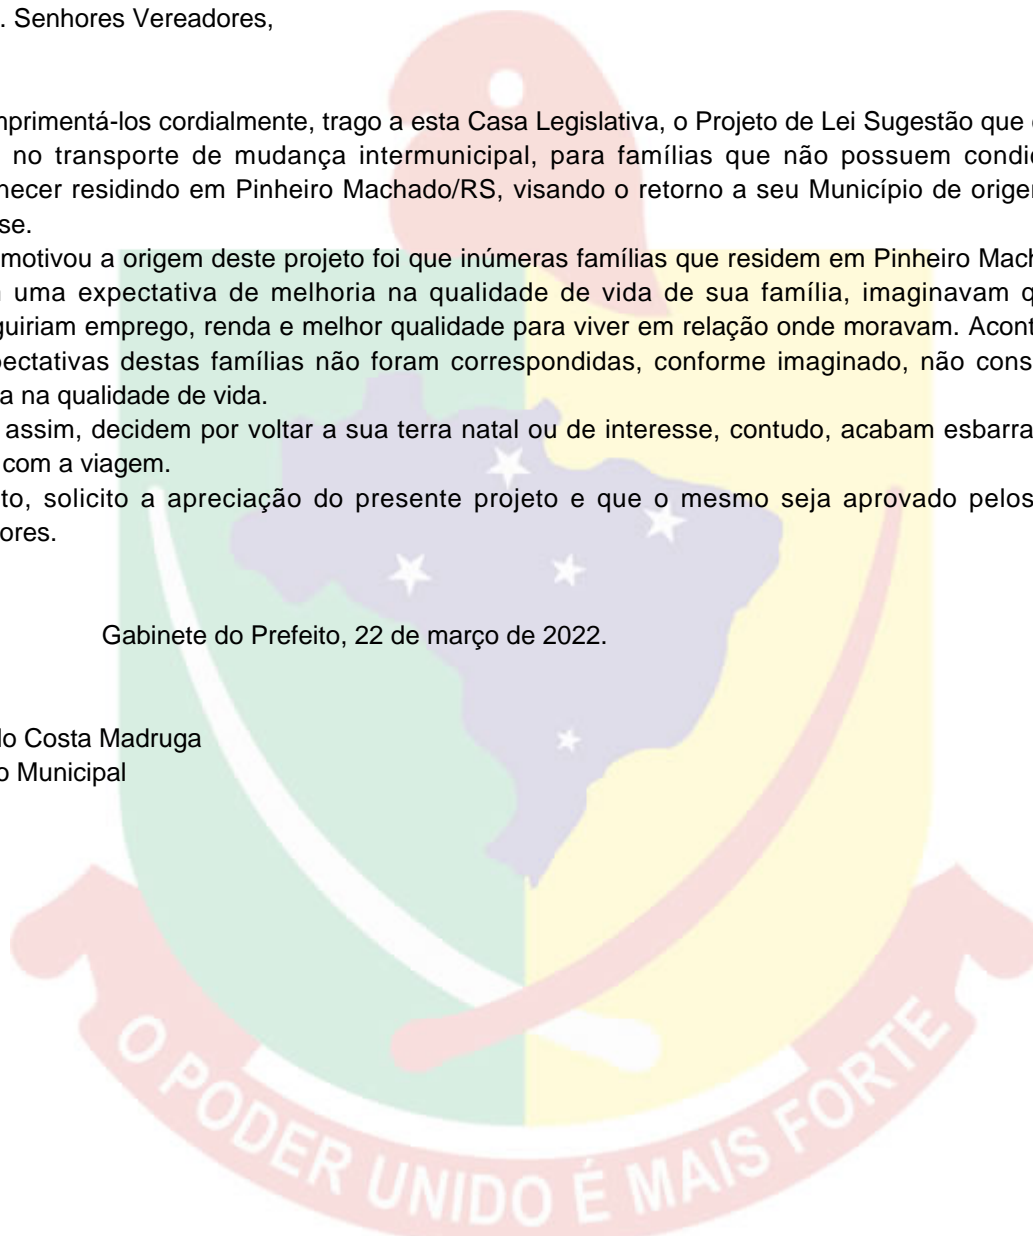 . Senhores Vereadores,
mprimentá-los cordialmente, trago a esta Casa Legislativa, o Projeto de Lei Sugestão que
no transporte de mudança intermunicipal, para famílias que não possuem condi
necer residindo em Pinheiro Machado/RS, visando o retorno a seu Município de orige
se.
motivou a origem deste projeto foi que inúmeras famílias que residem em Pinheiro Mach
uma expectativa de melhoria na qualidade de vida de sua família, imaginavam q
guiriam emprego, renda e melhor qualidade para viver em relação onde moravam. Acont
pectativas destas famílias não foram correspondidas, conforme imaginado, não cons
a na qualidade de vida.
assim, decidem por voltar a sua terra natal ou de interesse, contudo, acabam esbarra
com a viagem.
to, solicito a apreciação do presente projeto e que o mesmo seja aprovado pelos
ores.
Gabinete do Prefeito, 22 de março de 2022.
do Costa Madruga
o Municipal
O PODER UNIDO É MAIS FORTE